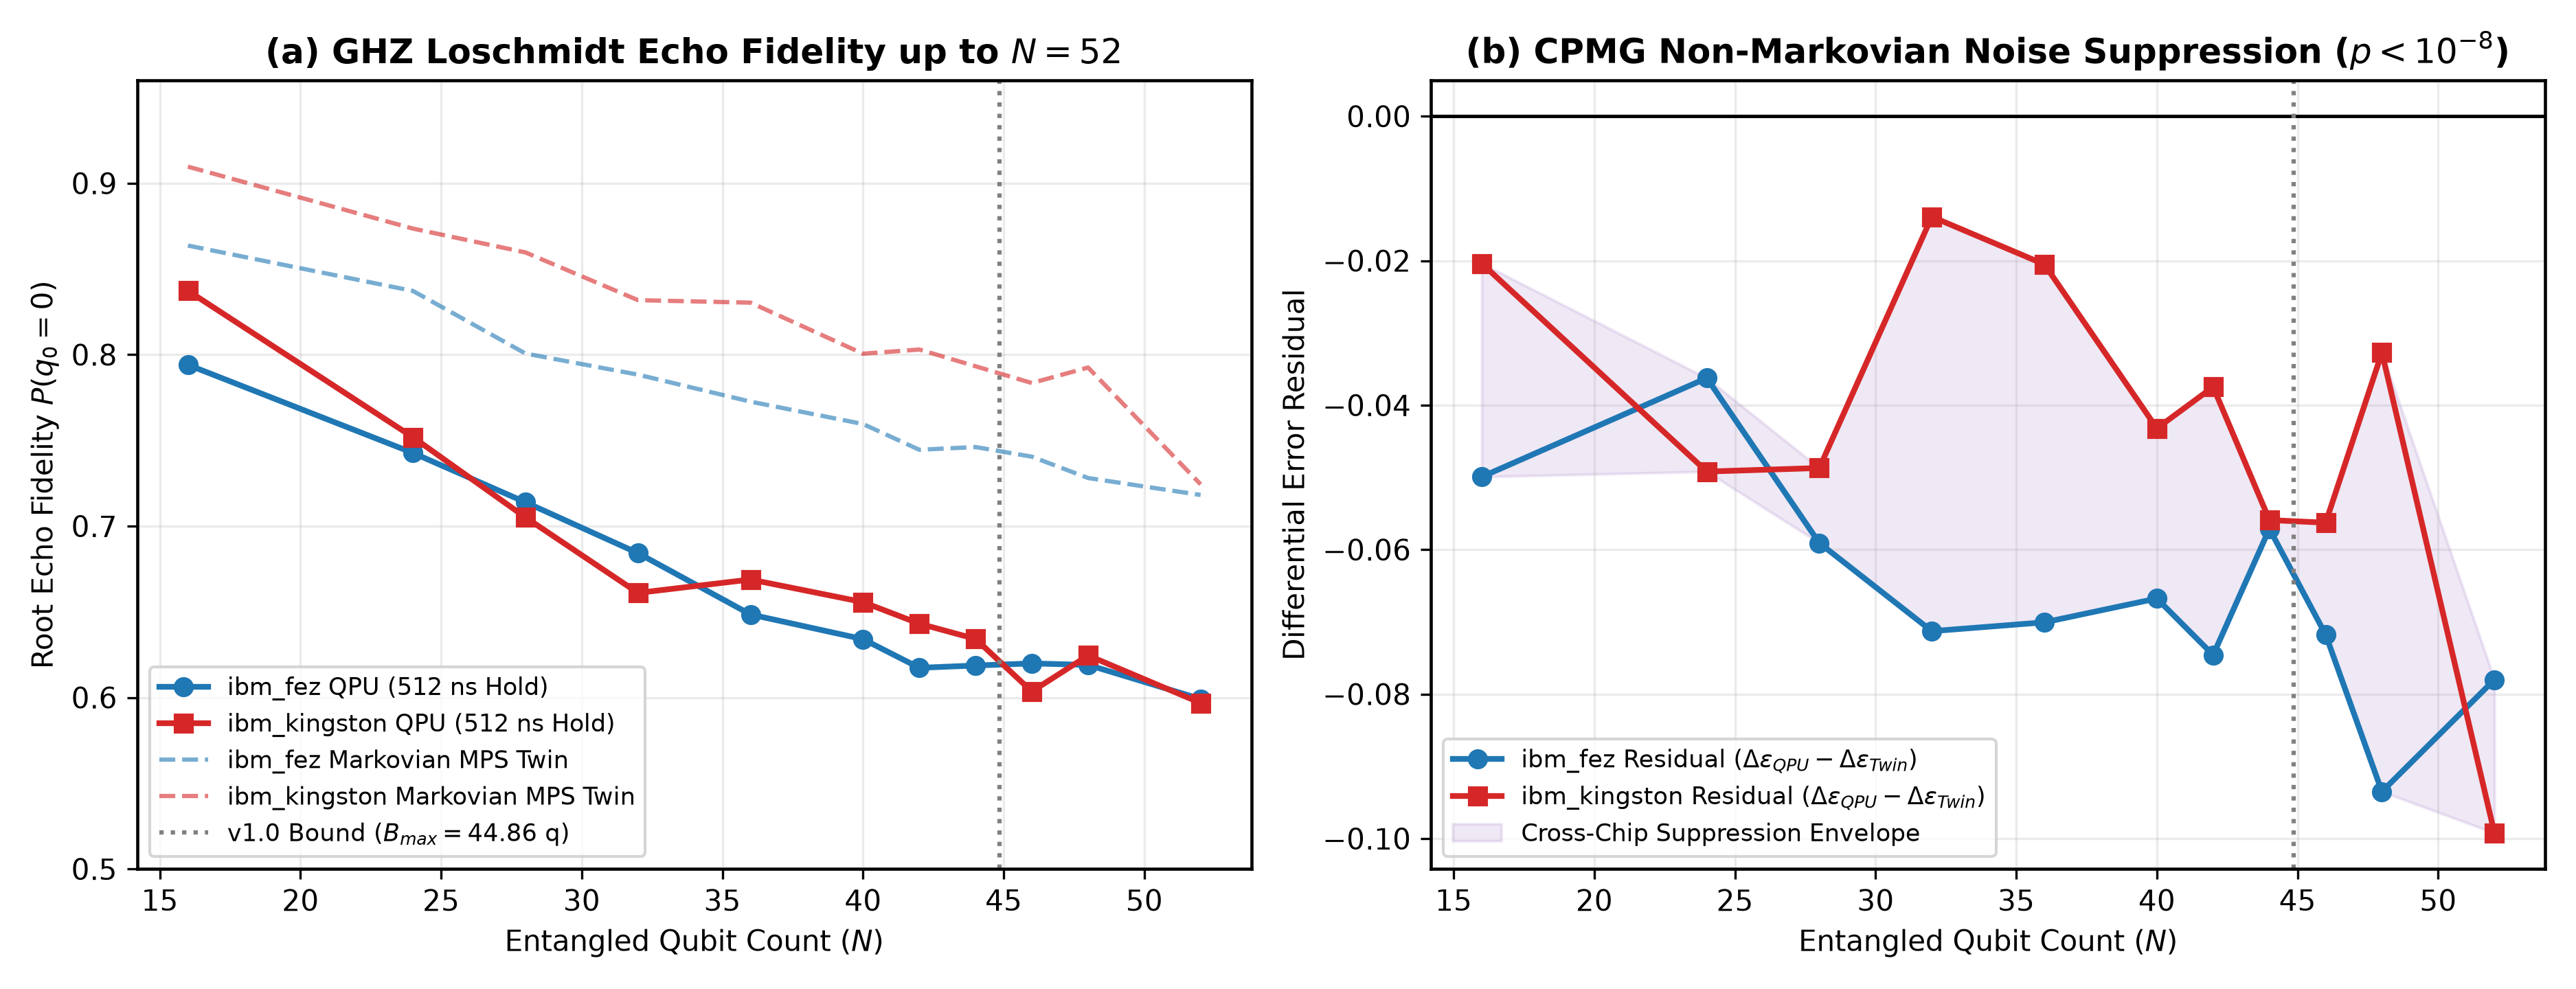 (a) GHZ Loschmidt Echo Fidelity up to N = 52
Root Echo Fidelity P(q₀ = 0)
0.9
0.8
0.7
0.6
0.5
ibm_fez QPU (512 ns Hold)
ibm_kingston QPU (512 ns Hold)
ibm_fez Markovian MPS Twin
ibm_kingston Markovian MPS Twin
v1.0 Bound (Bₘₐₓ = 44.86 q)
15 20 25 30 35 40 45 50
Entangled Qubit Count (N)
(b) CPMG Non-Markovian Noise Suppression (p < 10⁻⁸)
Differential Error Residual
0.00
−0.02
−0.04
−0.06
−0.08
−0.10
ibm_fez Residual (Δε_QPU − Δε_Twin)
ibm_kingston Residual (Δε_QPU − Δε_Twin)
Cross-Chip Suppression Envelope
15 20 25 30 35 40 45 50
Entangled Qubit Count (N)